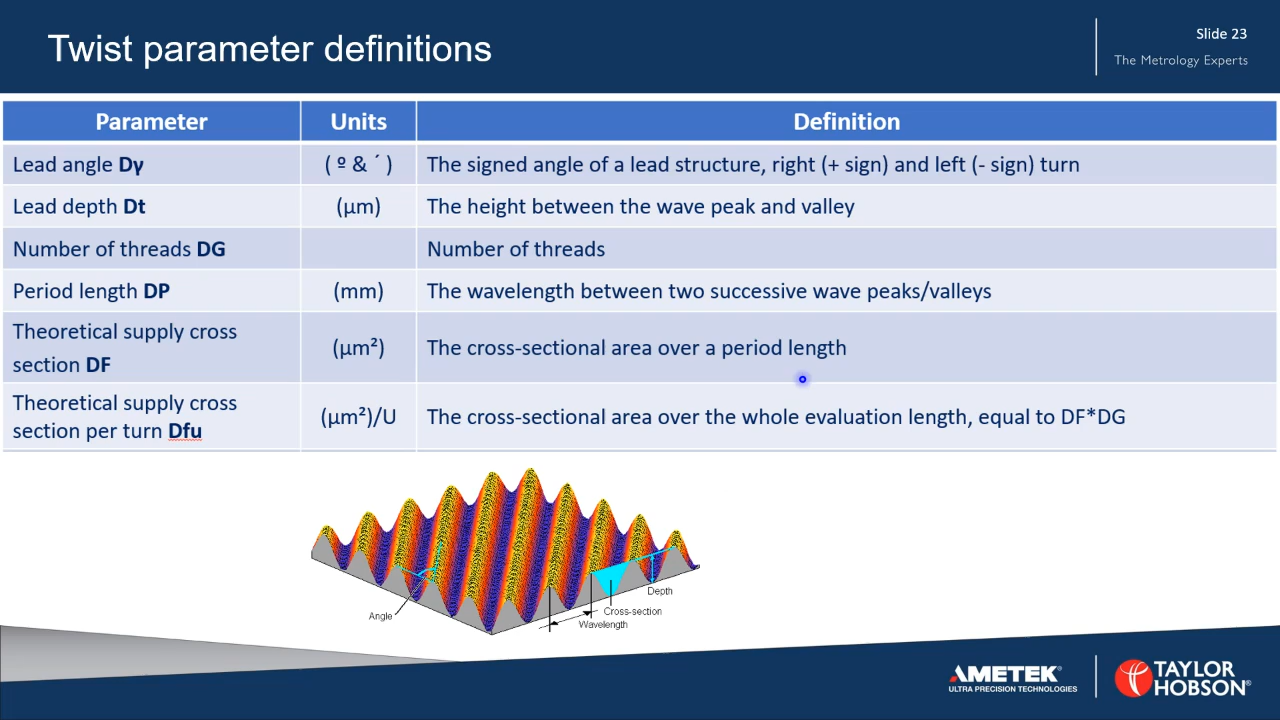 Twist parameter definitions
Slide 23
The Metrology Experts
Parameter Units Definition
Lead angle Dγ ( º & ´ ) The signed angle of a lead structure, right (+ sign) and left (- sign) turn
Lead depth Dt (µm) The height between the wave peak and valley
Number of threads DG Number of threads
Period length DP (mm) The wavelength between two successive wave peaks/valleys
Theoretical supply cross
section DF (µm²) The cross-sectional area over a period length
Theoretical supply cross
section per turn Dfu (µm²)/U The cross-sectional area over the whole evaluation length, equal to DF*DG
Angle
Depth
Cross-section
Wavelength
AMETEK®
ULTRA PRECISION TECHNOLOGIES
TAYLOR
HOBSON®